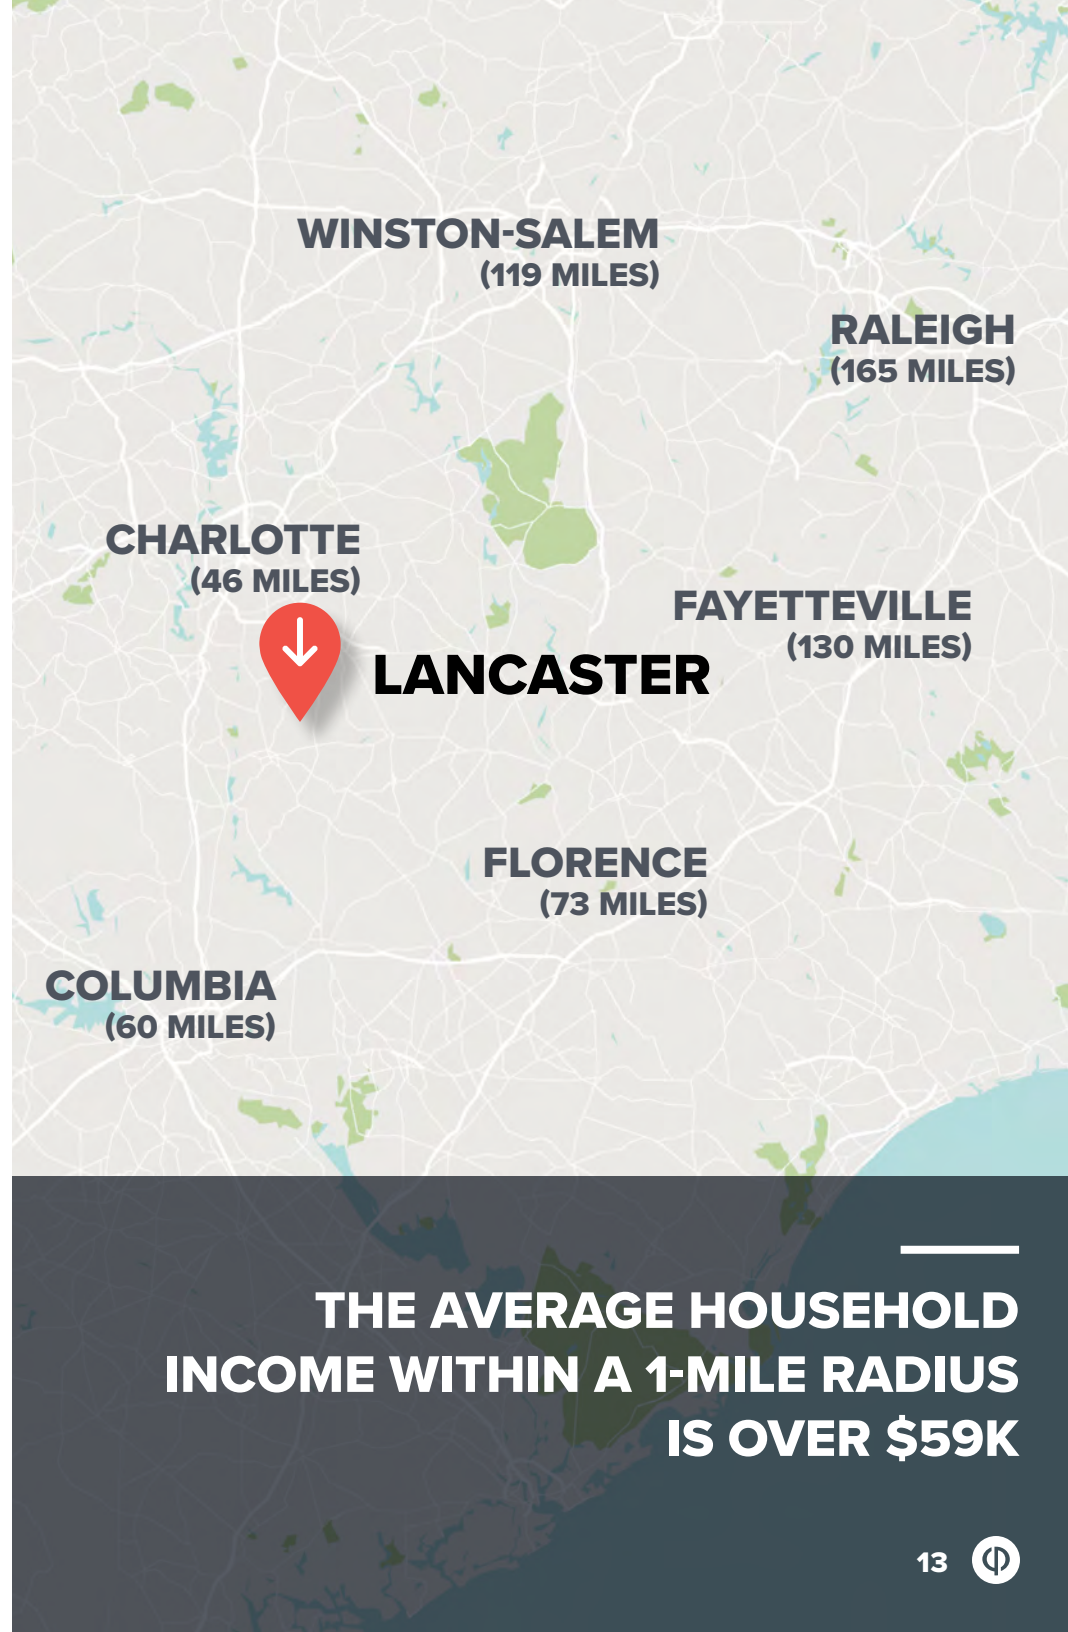 WINSTON-SALEM
(119 MILES)
RALEIGH
(165 MILES)
CHARLOTTE
(46 MILES)
FAYETTEVILLE
(130 MILES)
LANCASTER
FLORENCE
(73 MILES)
COLUMBIA
(60 MILES)
THE AVERAGE HOUSEHOLD
INCOME WITHIN A 1-MILE RADIUS
IS OVER $59K
13